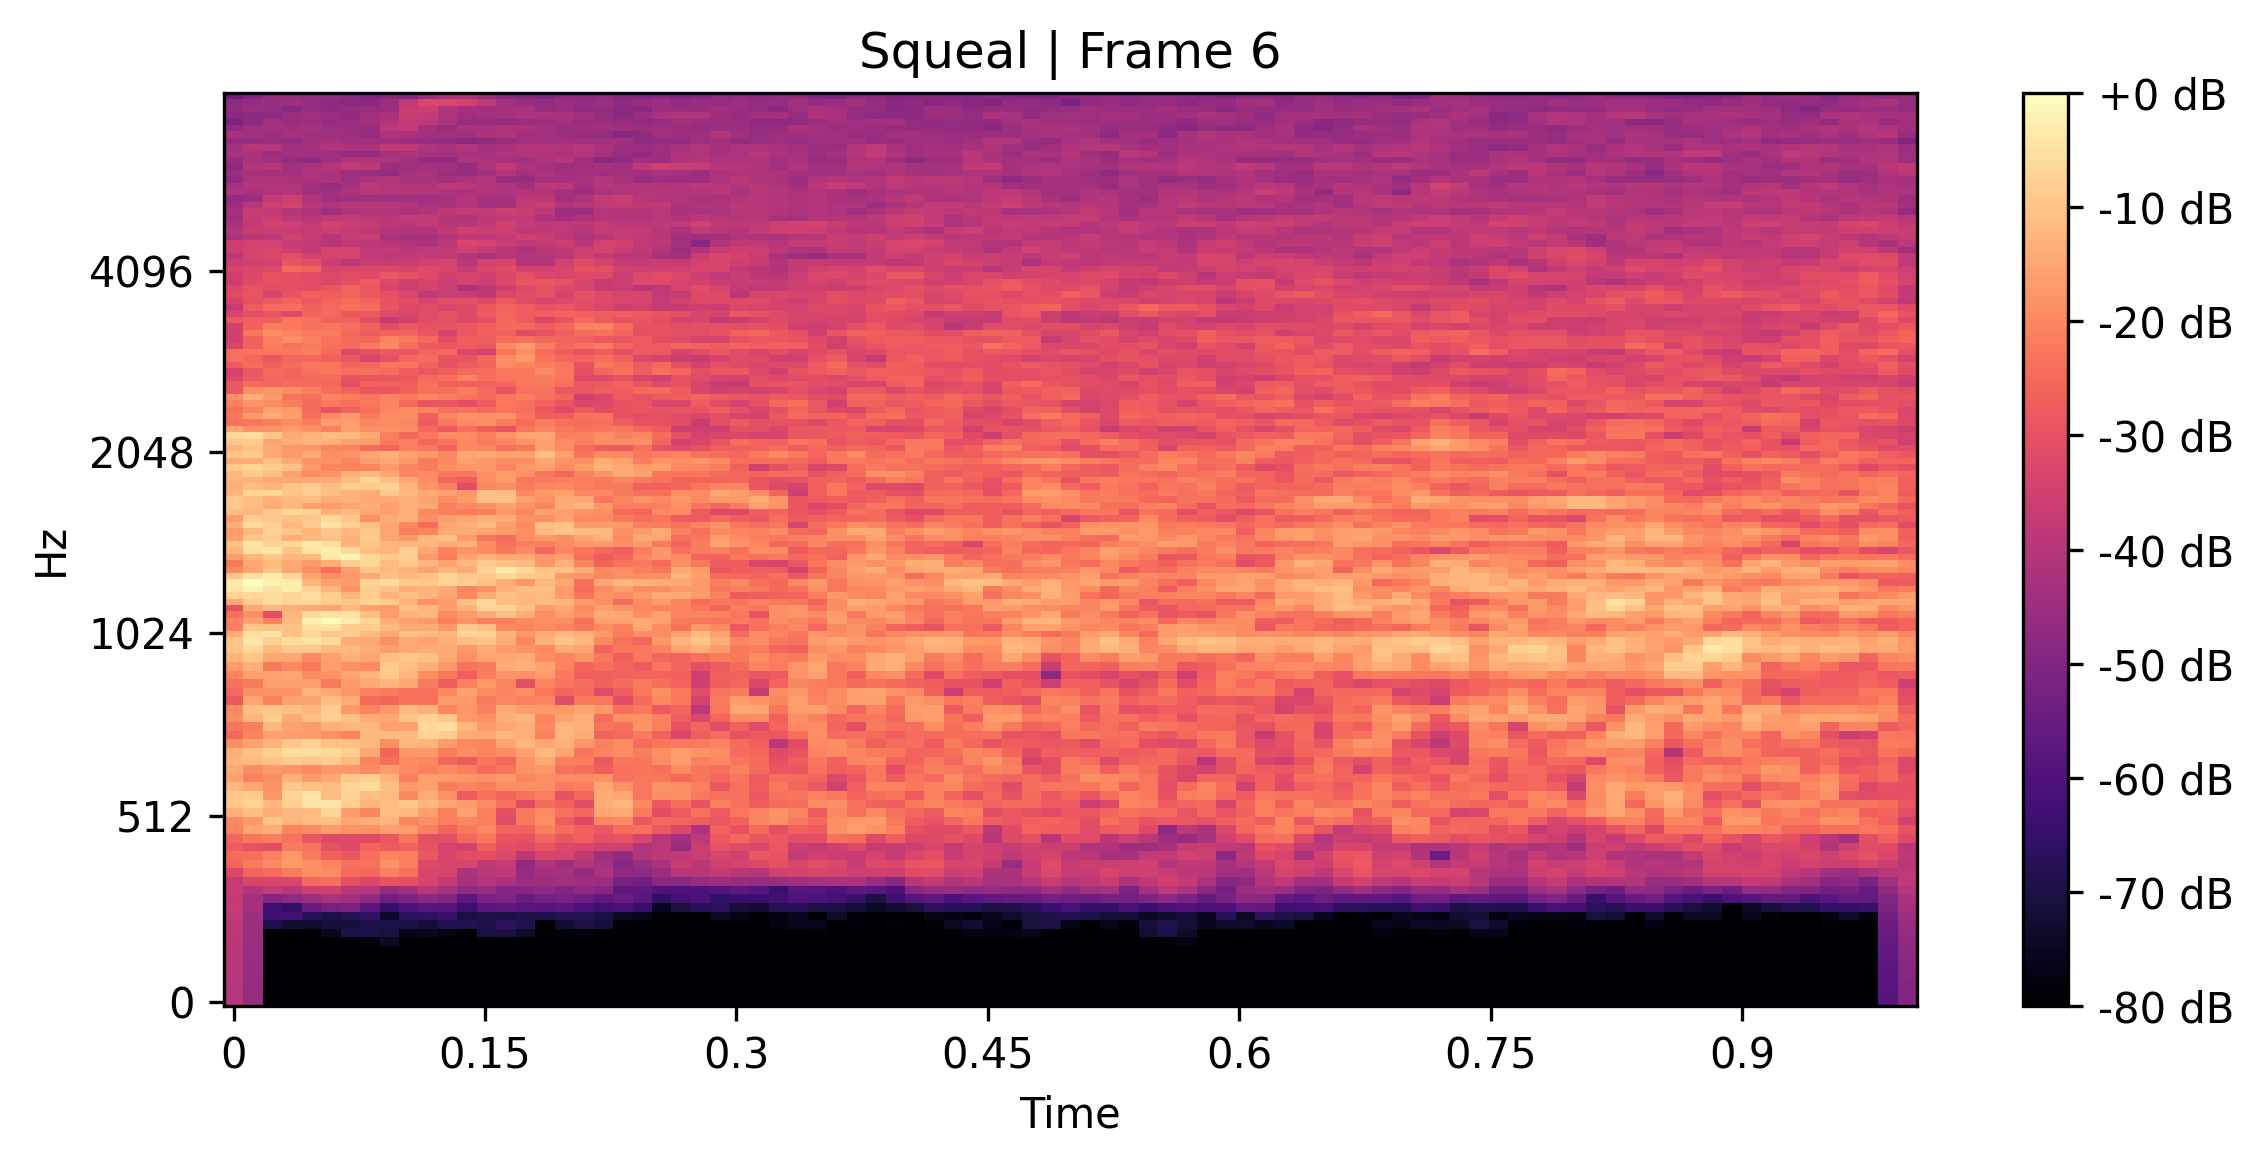 Squeal | Frame 6
Hz
4096
2048
1024
512
0
0 0.15 0.3 0.45 0.6 0.75 0.9
Time
+0 dB
-10 dB
-20 dB
-30 dB
-40 dB
-50 dB
-60 dB
-70 dB
-80 dB